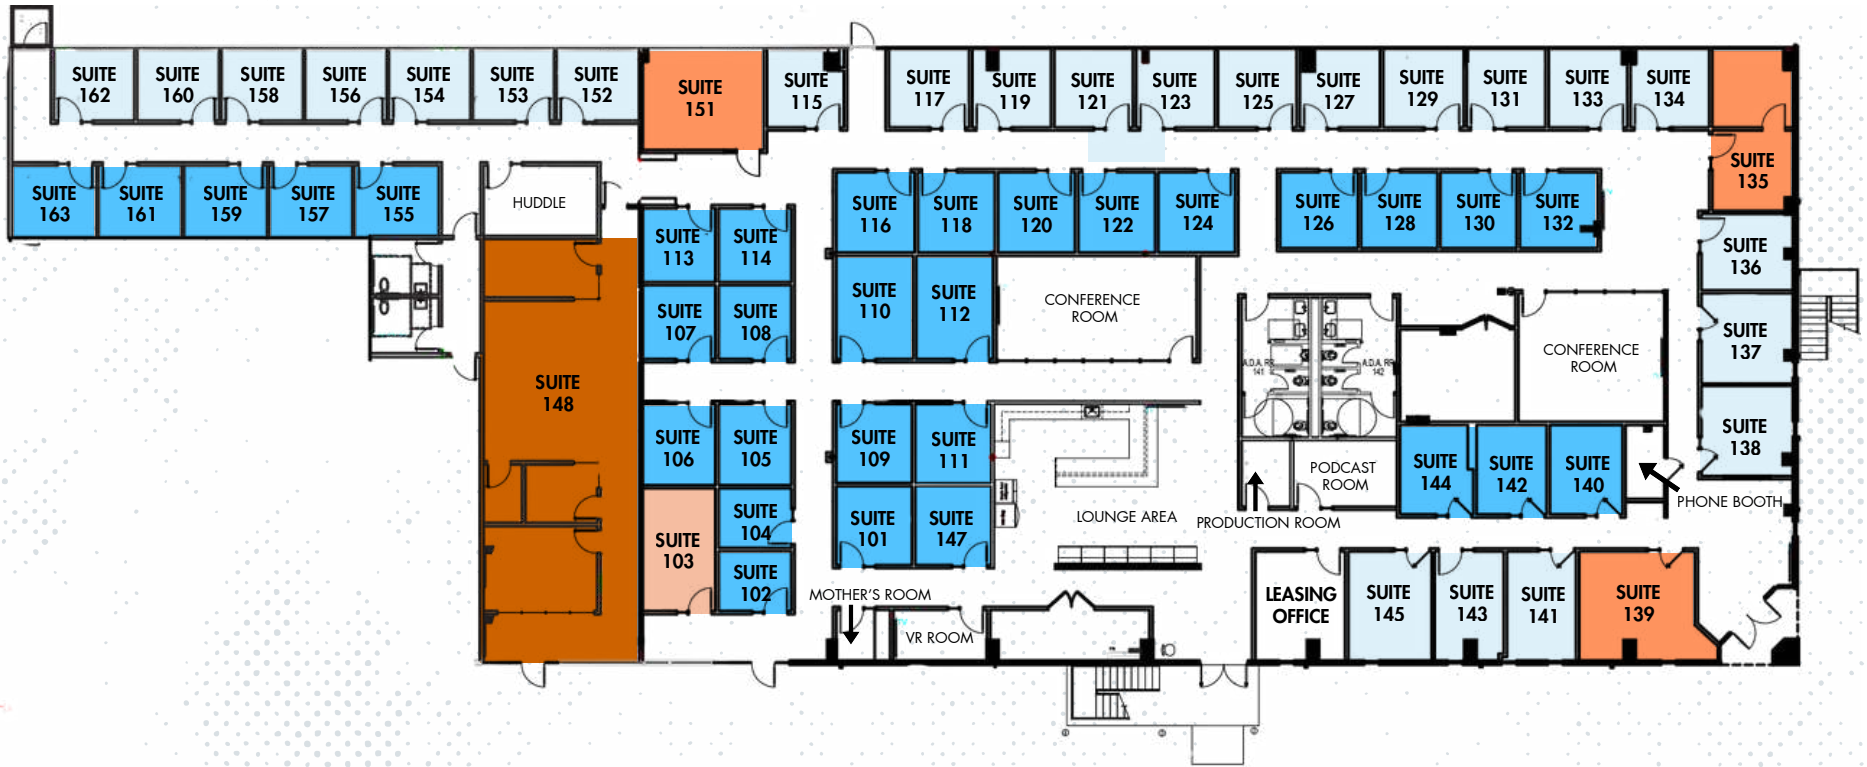 SUITE
162
SUITE
160
SUITE
158
SUITE
156
SUITE
154
SUITE
153
SUITE
152
SUITE
151
SUITE
115
SUITE
117
SUITE
119
SUITE
121
SUITE
123
SUITE
125
SUITE
127
SUITE
129
SUITE
131
SUITE
133
SUITE
134
SUITE
135
SUITE
163
SUITE
161
SUITE
159
SUITE
157
SUITE
155
HUDDLE
SUITE
113
SUITE
114
SUITE
116
SUITE
118
SUITE
120
SUITE
122
SUITE
124
SUITE
126
SUITE
128
SUITE
130
SUITE
132
SUITE
136
SUITE
107
SUITE
108
SUITE
110
SUITE
112
CONFERENCE
ROOM
A.D.A. RR
141
A.D.A. RR
142
CONFERENCE
ROOM
SUITE
137
SUITE
148
SUITE
106
SUITE
105
SUITE
109
SUITE
111
SUITE
138
PODCAST
ROOM
SUITE
144
SUITE
142
SUITE
140
PHONE BOOTH
SUITE
103
SUITE
104
SUITE
101
SUITE
147
LOUNGE AREA
PRODUCTION ROOM
SUITE
102
MOTHER'S ROOM
VR ROOM
LEASING
OFFICE
SUITE
145
SUITE
143
SUITE
141
SUITE
139